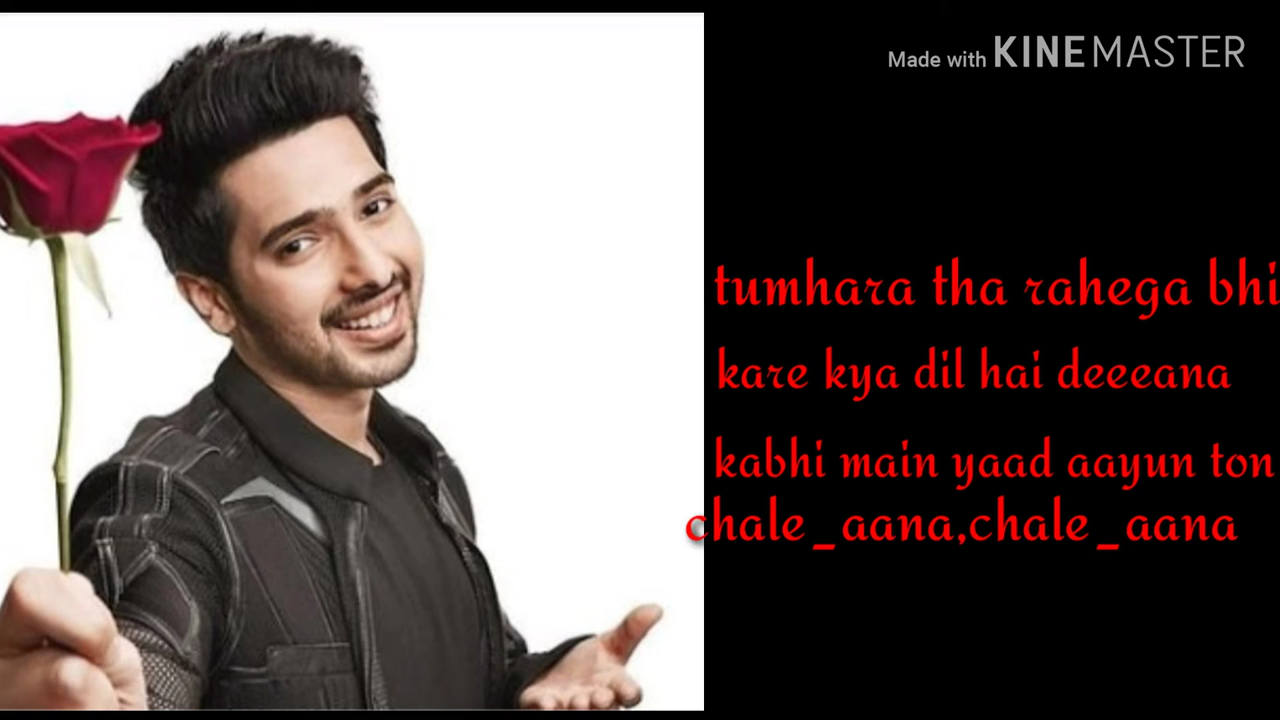 Made with KINEMASTER
tumhara tha rahega bhi
kare kya dil hai deeeana
kabhi main yaad aayun ton
chale_aana,chale_aana